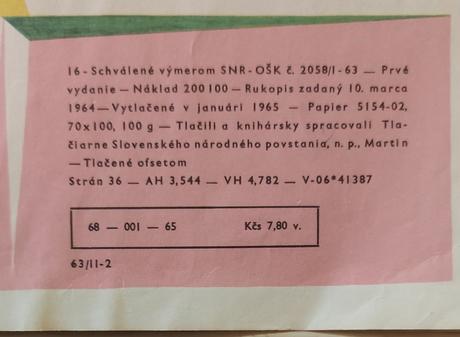 16 - Schválené výmerom SNR - OŠK č. 2058/I - 63 — Prvé
vydanie — Náklad 200 100 — Rukopis zadaný 10. marca
1964 — Vytlačené v januári 1965 — Papier 5154-02,
70x100, 100 g — Tlačili a knihársky spracovali Tla-
čiarne Slovenského národného povstania, n. p., Martin
— Tlačené ofsetom
Strán 36 — AH 3,544 — VH 4,782 — V-06*41387
68 — 001 — 65 Kčs 7,80 v.
63/II-2